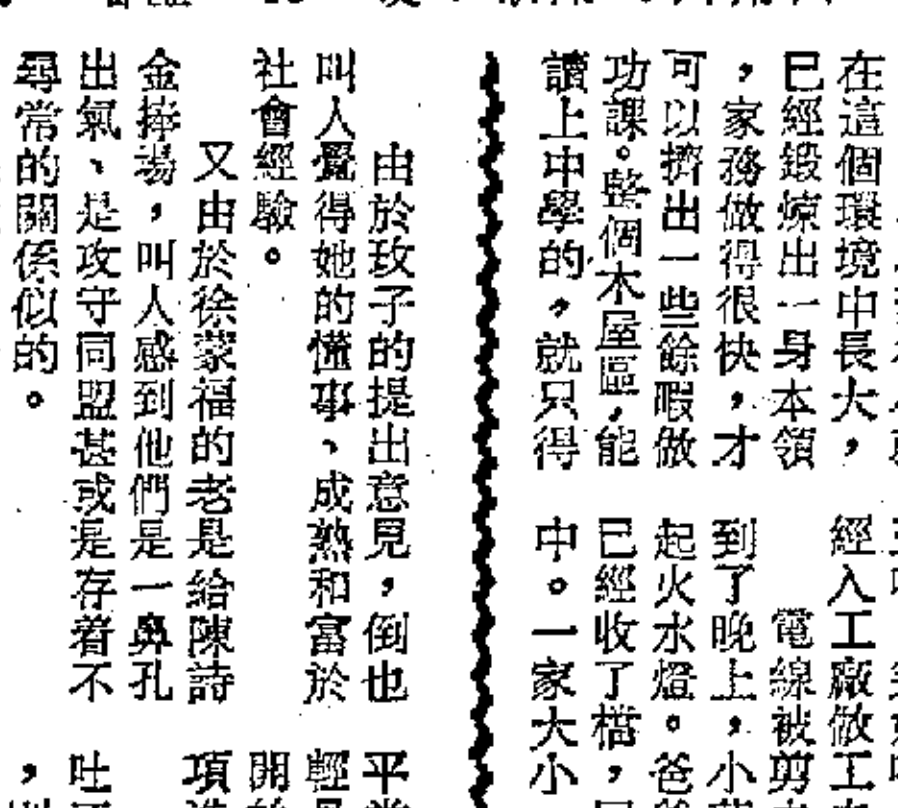 在這個環境中長大，
已經鍛煉出一身本領
，家務做得很快，才
可以擠出一些餘暇做
功課。整個木屋區，能
讀上中學的，就只得
經入工廠做工
電線被剪
到了晚上，小
起火水燈。爸
已經收了檔，
中。一家大小
由於玫子的提出意見，倒也
叫人覺得她的懂事、成熟和富於
社會經驗。
又由於徐蒙福的老是給陳詩
金捧場，叫人感到他們是一鼻孔
出氣、是攻守同盟甚或是存着不
尋常的關係似的。
平
輕
開
項
吐
，